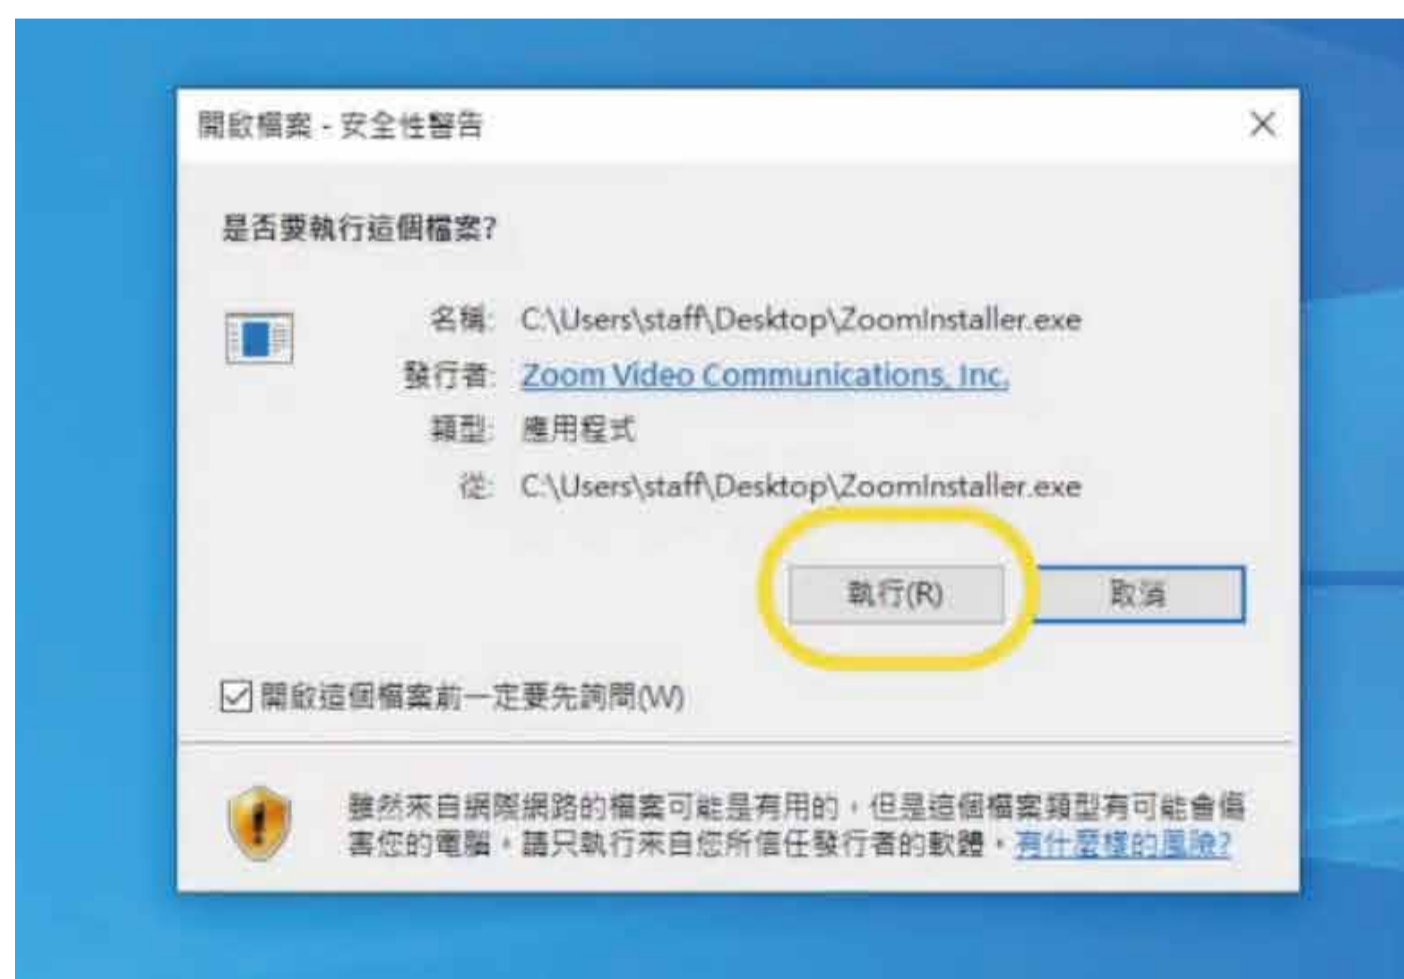 開啟檔案 - 安全性警告
是否要執行這個檔案?
名稱: C:\Users\staff\Desktop\ZoomInstaller.exe
發行者: Zoom Video Communications, Inc.
類型: 應用程式
從: C:\Users\staff\Desktop\ZoomInstaller.exe
執行(R) 取消
開啟這個檔案前一定要先詢問(W)
雖然來自網際網路的檔案可能是有用的，但是這個檔案類型有可能會傷
害您的電腦。請只執行來自您所信任發行者的軟體。有什麼樣的風險?